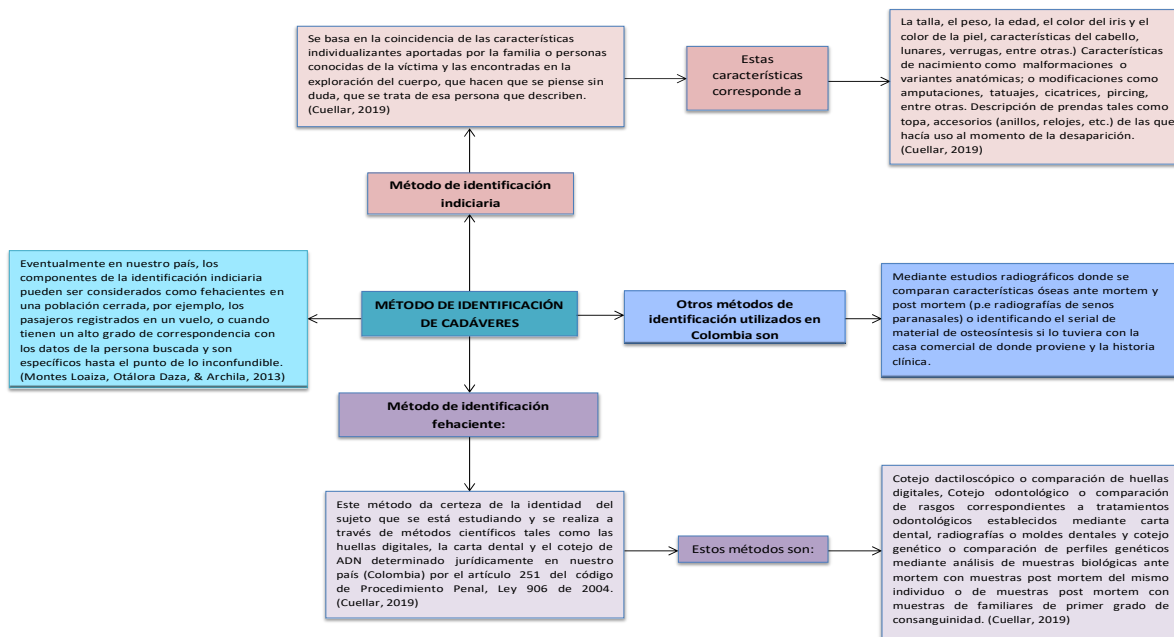 Se basa en la coincidencia de las características
individualizantes aportadas por la familia o personas
conocidas de la víctima y las encontradas en la
exploración del cuerpo, que hacen que se piense sin
duda, que se trata de esa persona que describen.
(Cuellar, 2019)
Estas
características
corresponde a
La talla, el peso, la edad, el color del iris y el
color de la piel, características del cabello,
lunares, verrugas, entre otras.) Características
de nacimiento como malformaciones o
variantes anatómicas; o modificaciones como
amputaciones, tatuajes, cicatrices, pircing,
entre otras. Descripción de prendas tales como
topa, accesorios (anillos, relojes, etc.) de las que
hacía uso al momento de la desaparición.
(Cuellar, 2019)
Método de identificación
indiciaria
Eventualmente en nuestro país, los
componentes de la identificación indiciaria
pueden ser considerados como fehacientes en
una población cerrada, por ejemplo, los
pasajeros registrados en un vuelo, o cuando
tienen un alto grado de correspondencia con
los datos de la persona buscada y son
específicos hasta el punto de lo inconfundible.
(Montes Loaiza, Otálora Daza, & Archila, 2013)
MÉTODO DE IDENTIFICACIÓN
DE CADÁVERES
Otros métodos de
identificación utilizados en
Colombia son
Mediante estudios radiográficos donde se
comparan características óseas ante mortem y
post mortem (p.e radiografías de senos
paranasales) o identificando el serial de
material de osteosíntesis si lo tuviera con la
casa comercial de donde proviene y la historia
clínica.
Método de identificación
fehaciente:
Este método da certeza de la identidad del
sujeto que se está estudiando y se realiza a
través de métodos científicos tales como las
huellas digitales, la carta dental y el cotejo de
ADN determinado jurídicamente en nuestro
país (Colombia) por el artículo 251 del código
de Procedimiento Penal, Ley 906 de 2004.
(Cuellar, 2019)
Estos métodos son:
Cotejo dactiloscópico o comparación de huellas
digitales, Cotejo odontológico o comparación
de rasgos correspondientes a tratamientos
odontológicos establecidos mediante carta
dental, radiografías o moldes dentales y cotejo
genético o comparación de perfiles genéticos
mediante análisis de muestras biológicas ante
mortem con muestras post mortem del mismo
individuo o de muestras post mortem con
muestras de familiares de primer grado de
consanguinidad. (Cuellar, 2019)